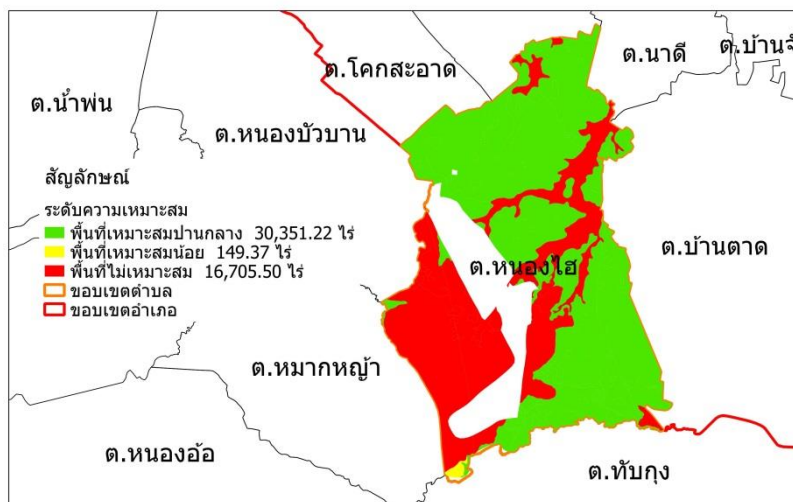 ต.บ้านจั
ต.นาดี
ต.โคกสะอาด
ต.น้ำพ่น
ต.หนองบัวบาน
สัญลักษณ์
ระดับความเหมาะสม
พื้นที่เหมาะสมปานกลาง 30,351.22 ไร่
พื้นที่เหมาะสมน้อย 149.37 ไร่
พื้นที่ไม่เหมาะสม 16,705.50 ไร่
ขอบเขตตำบล
ขอบเขตอำเภอ
ต.บ้านตาด
ต.หนองไฮ
ต.หมากหญ้า
ต.หนองอ้อ
ต.ทับกุง